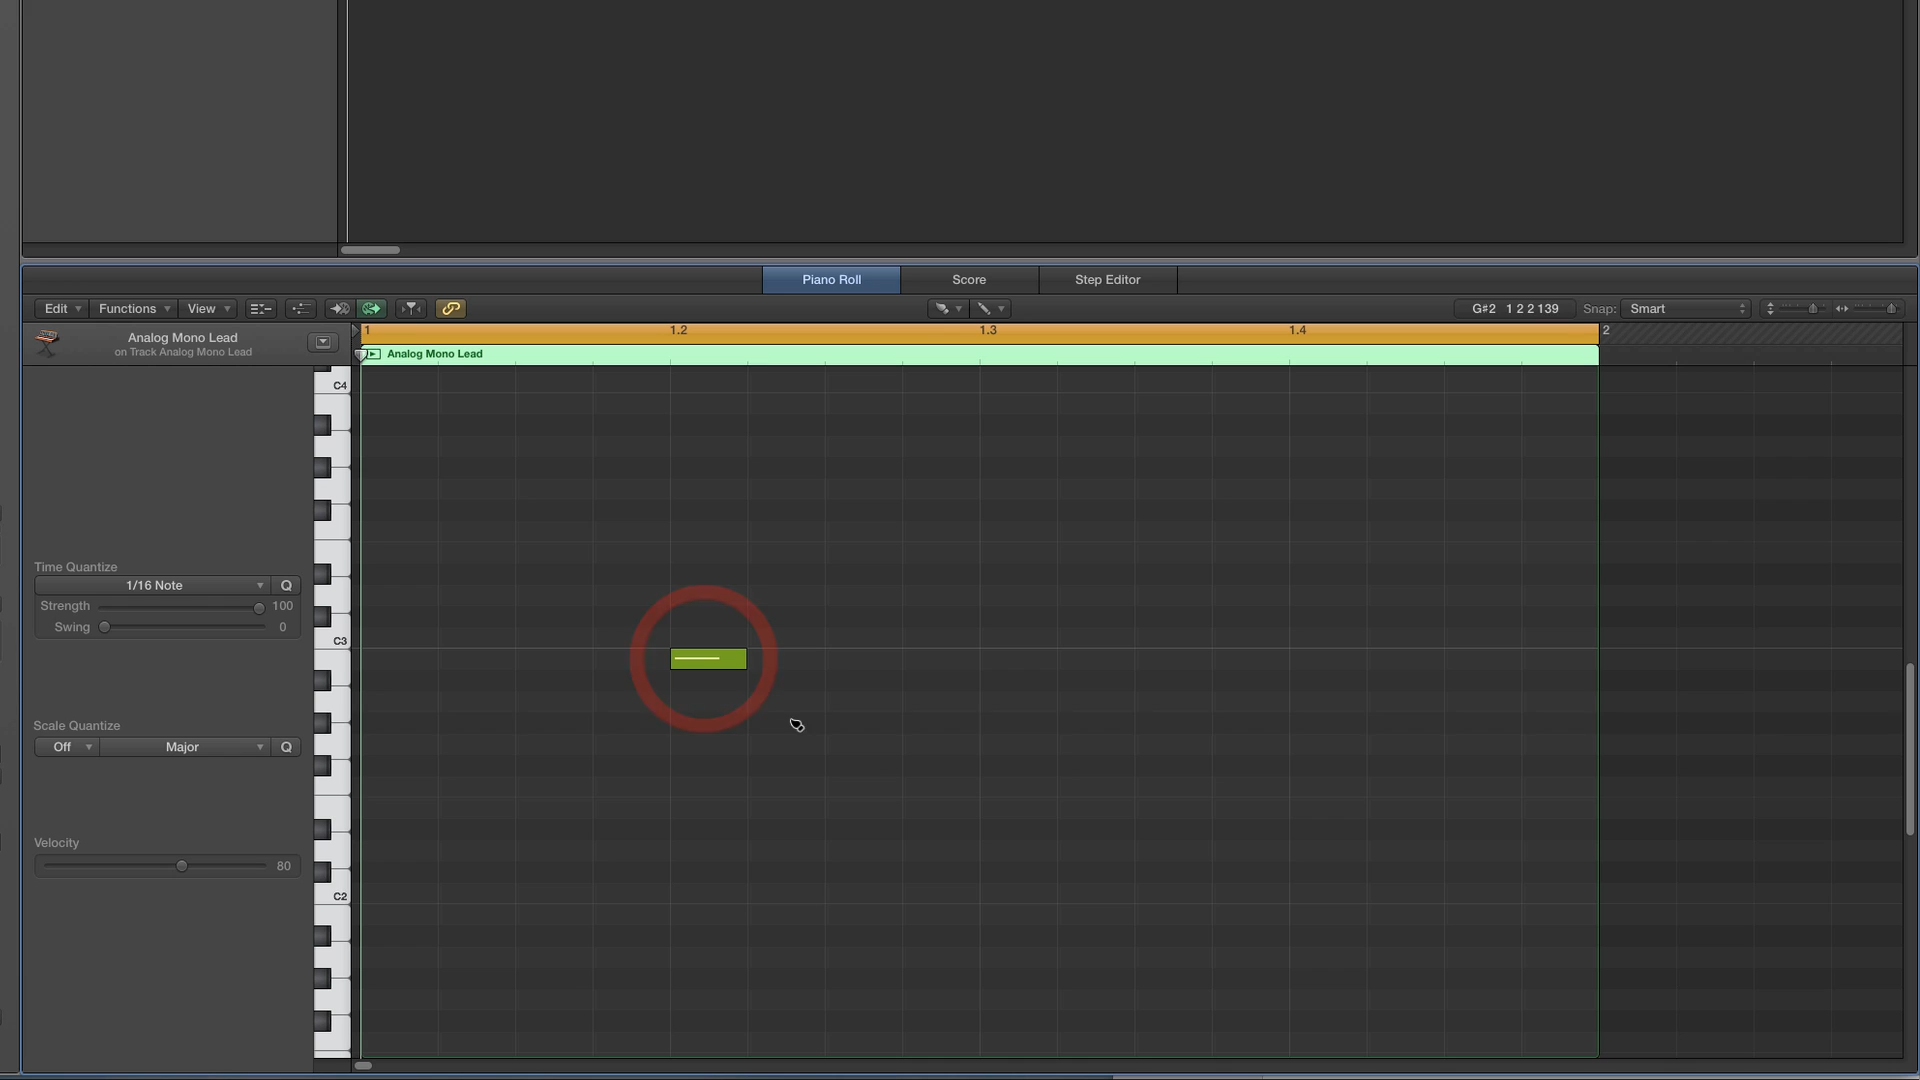 Piano Roll
Score
Step Editor
Edit
Functions
View
G#2 1 2 2 139
Snap:
Smart
Analog Mono Lead
on Track Analog Mono Lead
1
1.2
1.3
1.4
2
Analog Mono Lead
C4
Time Quantize
1/16 Note
Q
Strength
100
Swing
0
C3
Scale Quantize
Off
Major
Q
Velocity
80
C2